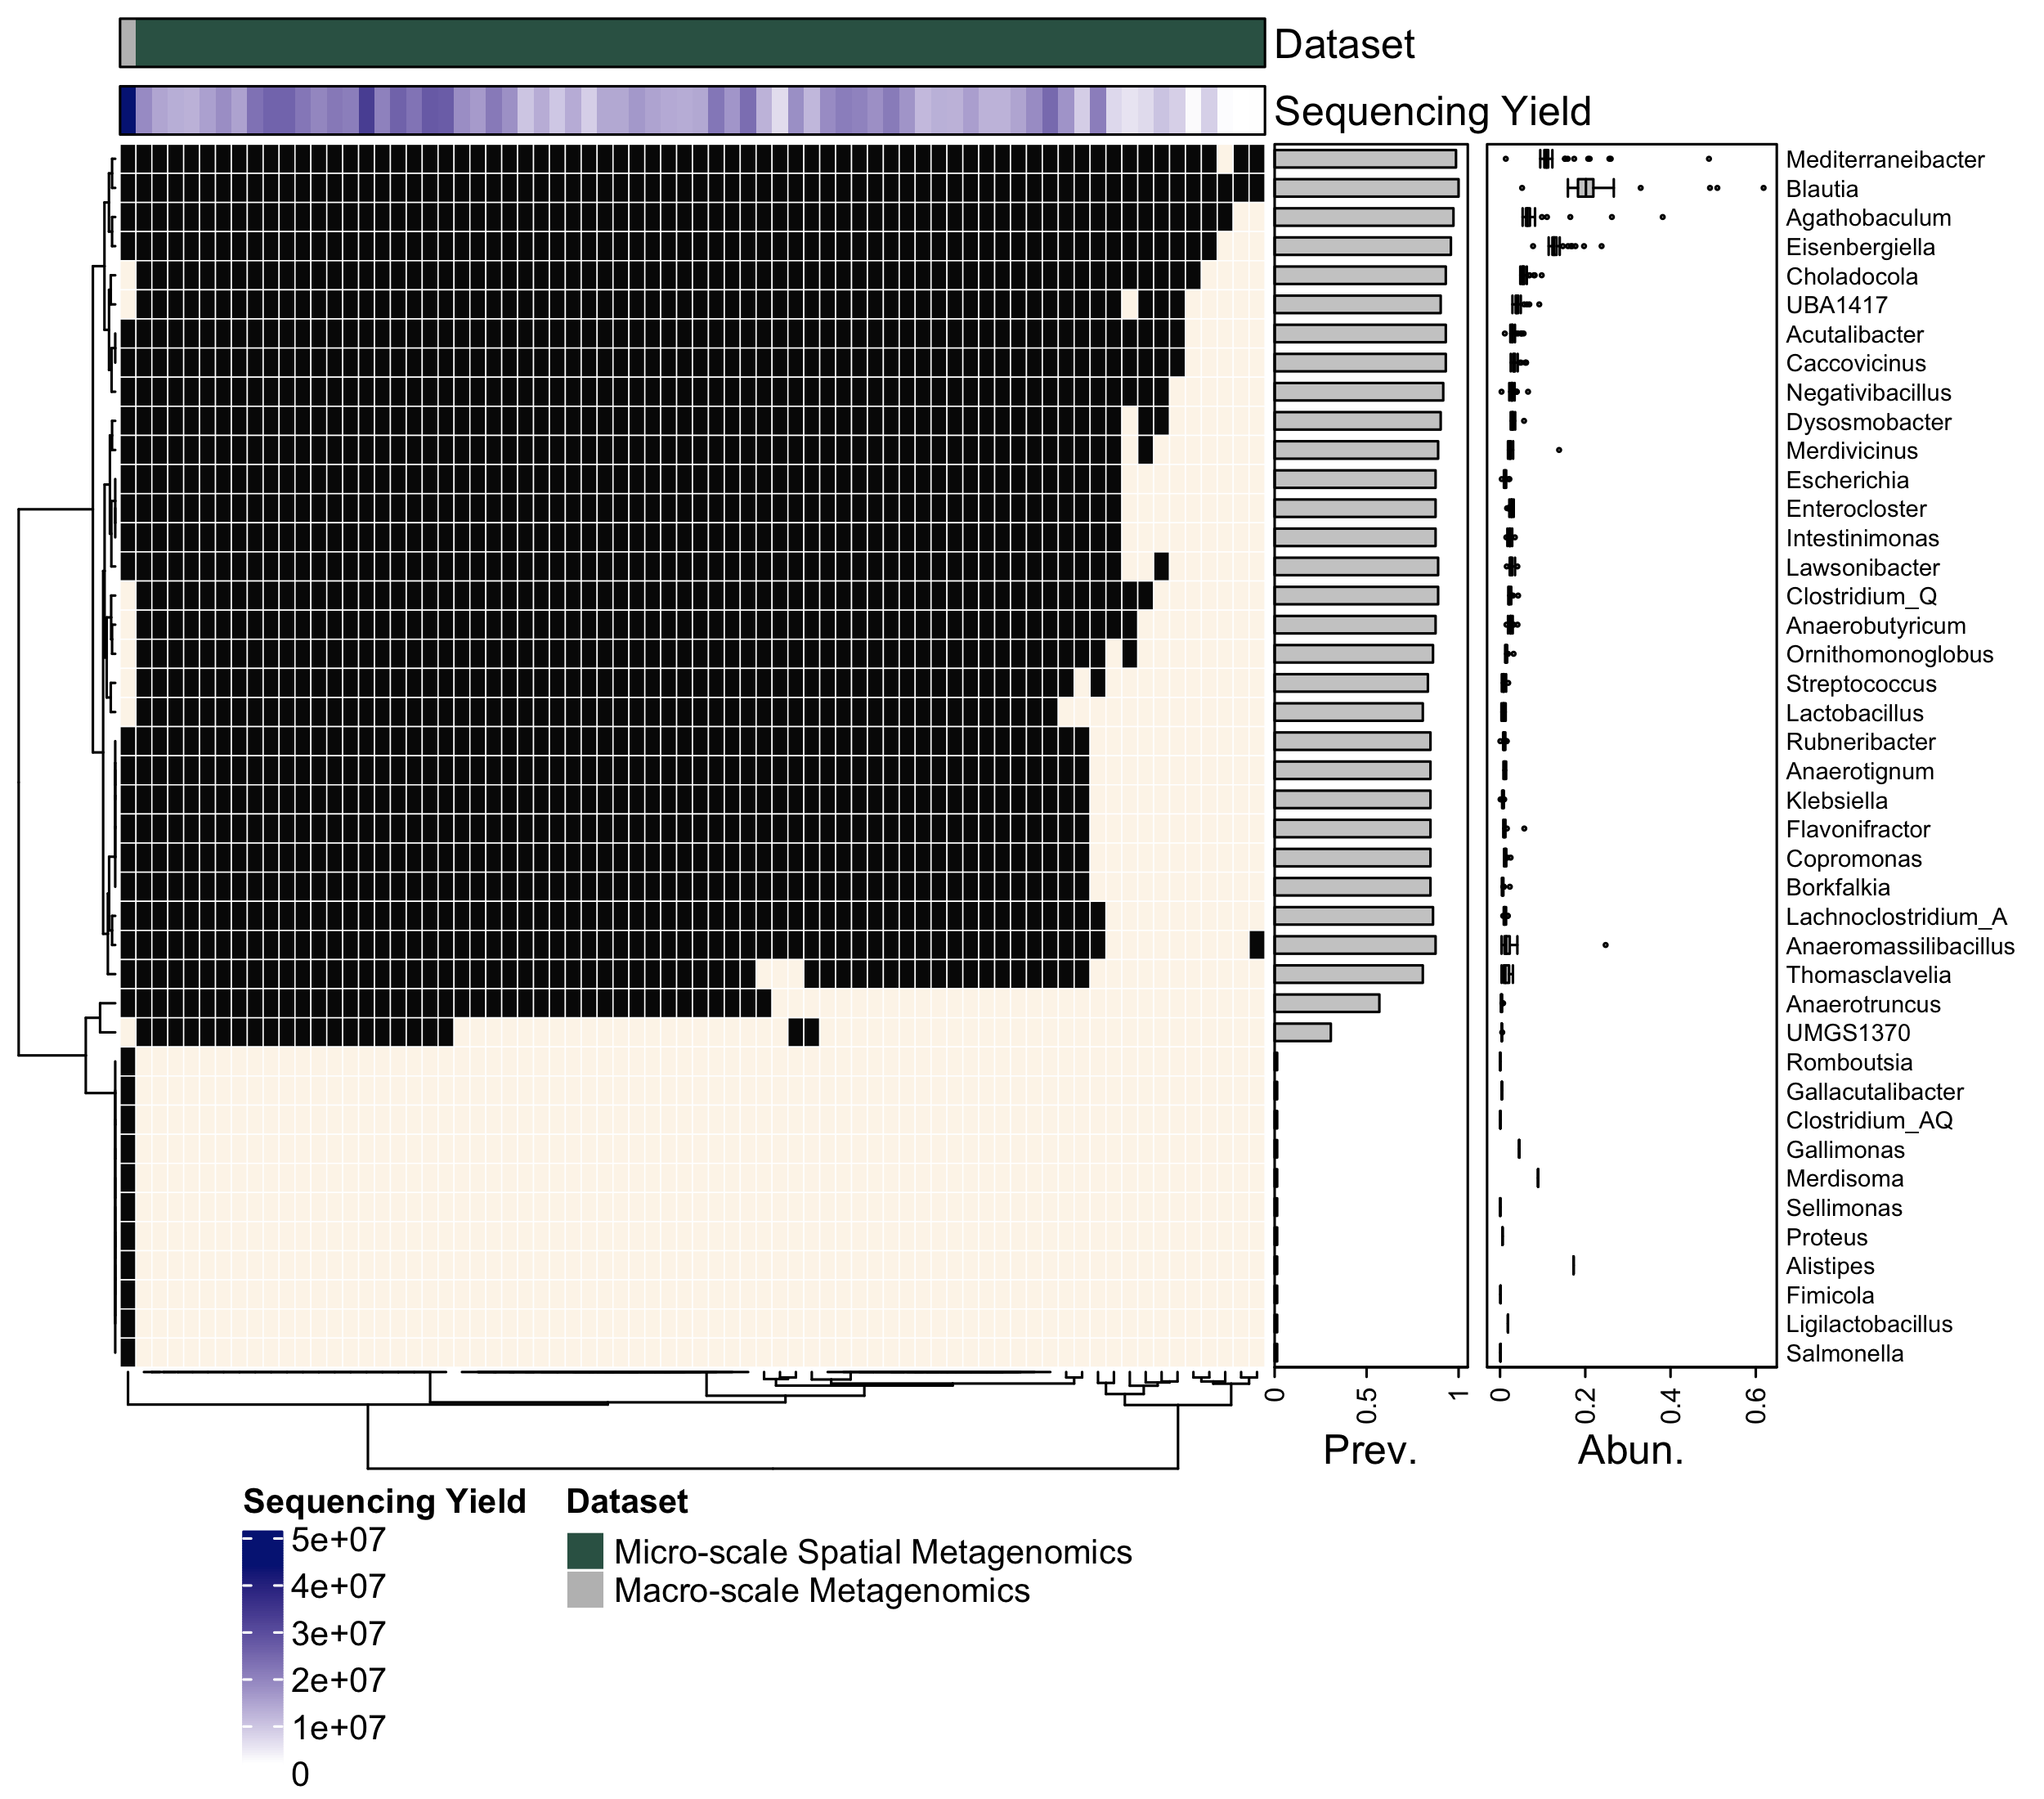 Dataset
Sequencing Yield
Mediterraneibacter
Blautia
Agathobaculum
Eisenbergiella
Choladocola
UBA1417
Acutalibacter
Caccovicinus
Negativibacillus
Dysosmobacter
Merdivicinus
Escherichia
Enterocloster
Intestinimonas
Lawsonibacter
Clostridium_Q
Anaerobutyricum
Ornithomonoglobus
Streptococcus
Lactobacillus
Rubneribacter
Anaerotignum
Klebsiella
Flavonifractor
Copromonas
Borkfalkia
Lachnoclostridium_A
Anaeromassilibacillus
Thomasclavelia
Anaerotruncus
UMGS1370
Romboutsia
Gallacutalibacter
Clostridium_AQ
Gallimonas
Merdisoma
Sellimonas
Proteus
Alistipes
Fimicola
Ligilactobacillus
Salmonella
0 0.5 1
0 0.2 0.4 0.6
Prev. Abun.
Sequencing Yield
5e+07
4e+07
3e+07
2e+07
1e+07
0
Dataset
Micro-scale Spatial Metagenomics
Macro-scale Metagenomics